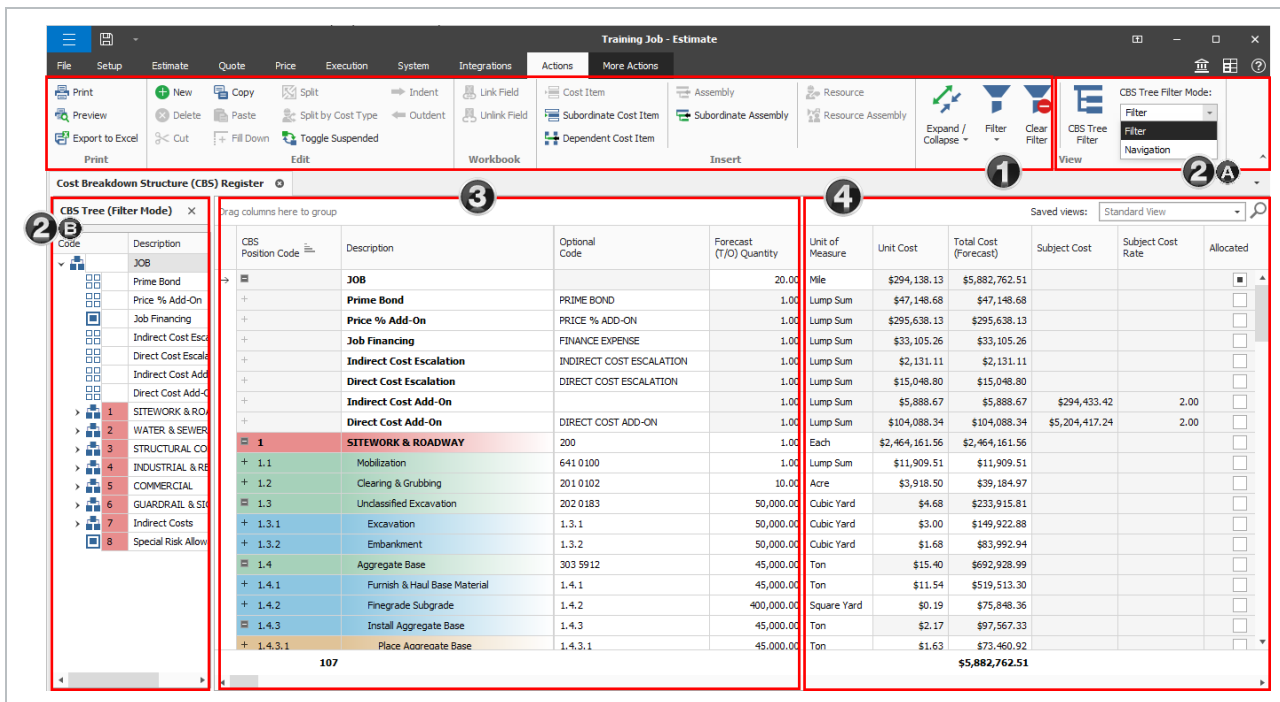 Training Job - Estimate
File Setup Estimate Quote Price Execution System Integrations Actions More Actions
Print New Copy Split Indent Link Field Cost Item Assembly Resource CBS Tree Filter Mode:
Preview Delete Paste Split by Cost Type Outdent Unlink Field Subordinate Cost Item Subordinate Assembly Resource Assembly Expand / Collapse Filter Clear Filter CBS Tree Filter Filter
Export to Excel Cut Fill Down Toggle Suspended Dependent Cost Item Filter
Navigation
Print Edit Workbook Insert View
1 2 A
Cost Breakdown Structure (CBS) Register
3 4
CBS Tree (Filter Mode) Drag columns here to group Saved views: Standard View
2 B
Code Description
JOB
Prime Bond
Price % Add-On
Job Financing
Indirect Cost Esca
Direct Cost Escala
Indirect Cost Add
Direct Cost Add-O
1 SITEWORK & ROA
2 WATER & SEWER
3 STRUCTURAL CO
4 INDUSTRIAL & RE
5 COMMERCIAL
6 GUARDRAIL & SI
7 Indirect Costs
8 Special Risk Allow
CBS Position Code Description Optional Code Forecast (T/O) Quantity Unit of Measure Unit Cost Total Cost (Forecast) Subject Cost Subject Cost Rate Allocated
JOB 20.00 Mile $294,138.13 $5,882,762.51
Prime Bond PRIME BOND 1.00 Lump Sum $47,148.68 $47,148.68
Price % Add-On PRICE % ADD-ON 1.00 Lump Sum $295,638.13 $295,638.13
Job Financing FINANCE EXPENSE 1.00 Lump Sum $33,105.26 $33,105.26
Indirect Cost Escalation INDIRECT COST ESCALATION 1.00 Lump Sum $2,131.11 $2,131.11
Direct Cost Escalation DIRECT COST ESCALATION 1.00 Lump Sum $15,048.80 $15,048.80
Indirect Cost Add-On 1.00 Lump Sum $5,888.67 $5,888.67 $294,433.42 2.00
Direct Cost Add-On DIRECT COST ADD-ON 1.00 Lump Sum $104,088.34 $104,088.34 $5,204,417.24 2.00
1 SITEWORK & ROADWAY 200 1.00 Each $2,464,161.56 $2,464,161.56
1.1 Mobilization 641 0100 1.00 Lump Sum $11,909.51 $11,909.51
1.2 Clearing & Grubbing 201 0102 10.00 Acre $3,918.50 $39,184.97
1.3 Unclassified Excavation 202 0183 50,000.00 Cubic Yard $4.68 $233,915.81
1.3.1 Excavation 1.3.1 50,000.00 Cubic Yard $3.00 $149,922.88
1.3.2 Embankment 1.3.2 50,000.00 Cubic Yard $1.68 $83,992.94
1.4 Aggregate Base 303 5912 45,000.00 Ton $15.40 $692,928.99
1.4.1 Furnish & Haul Base Material 1.4.1 45,000.00 Ton $11.54 $519,513.30
1.4.2 Finegrade Subgrade 1.4.2 400,000.00 Square Yard $0.19 $75,848.36
1.4.3 Install Aggregate Base 1.4.3 45,000.00 Ton $2.17 $97,567.33
1.4.3.1 Place Aggregate Base 1.4.3.1 45,000.00 Ton $1.63 $73,460.92
107 $5,882,762.51